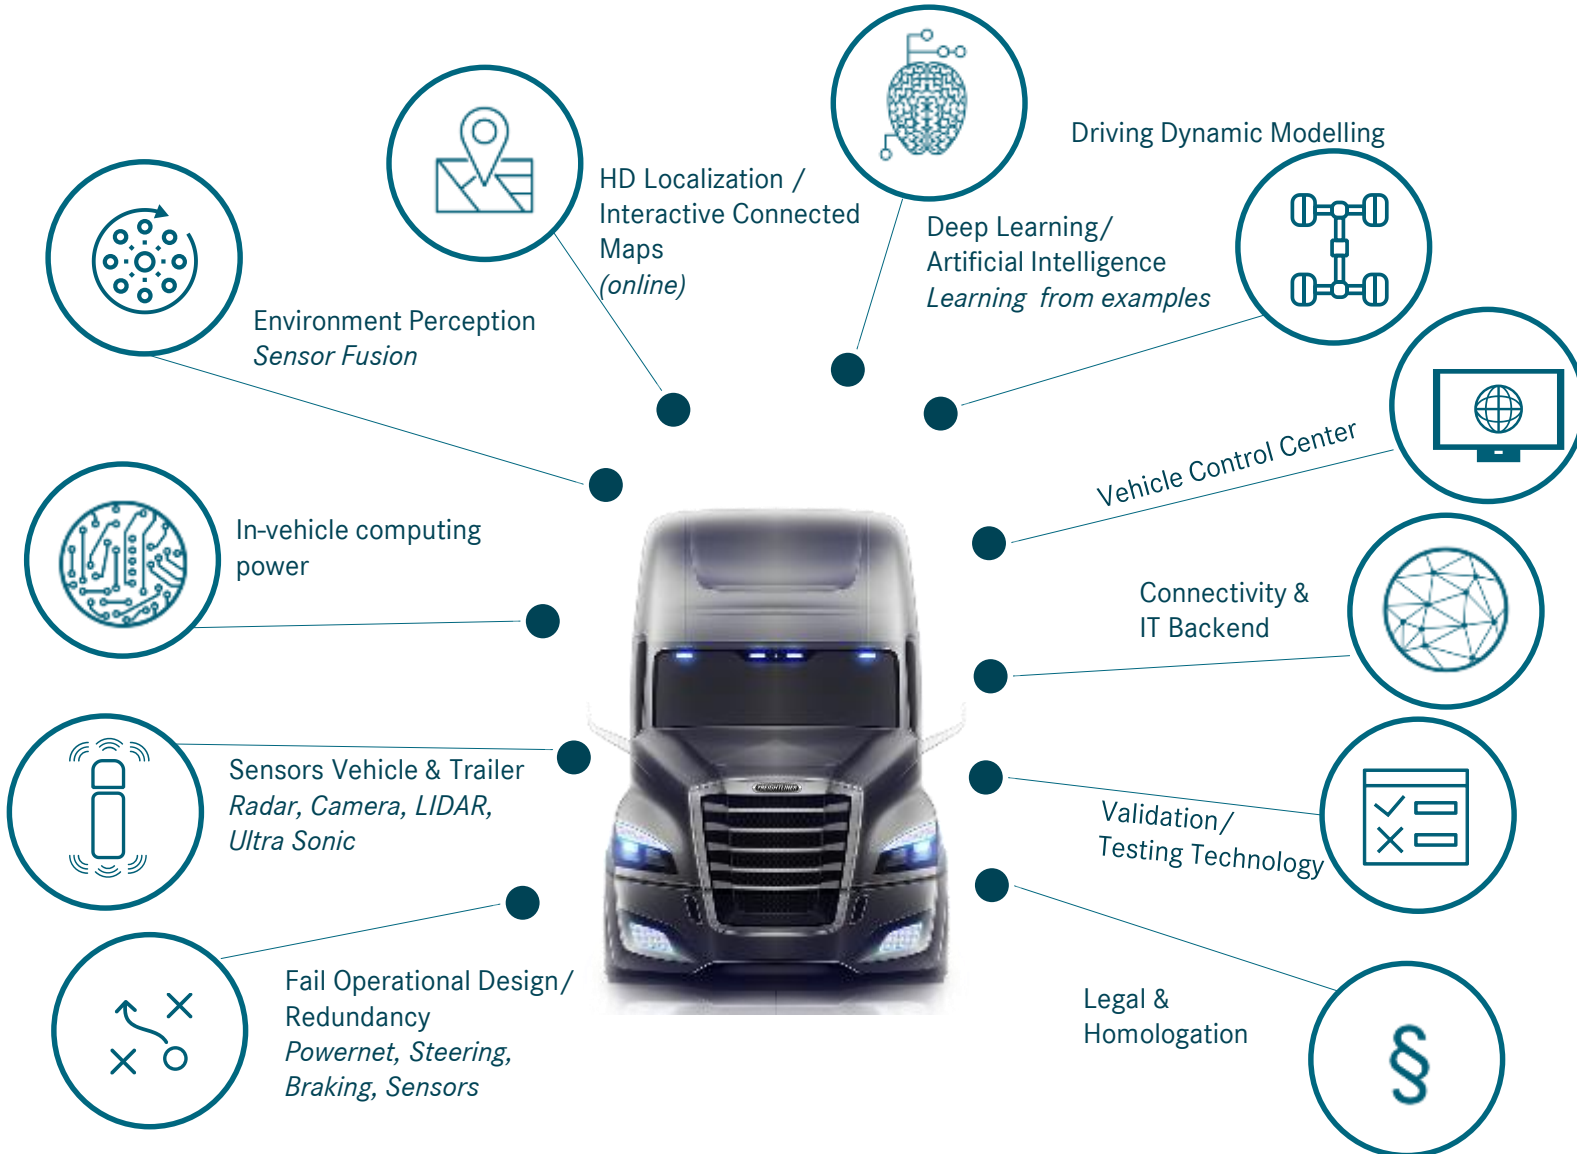 Driving Dynamic Modelling
HD Localization /
Interactive Connected
Maps
(online)
Deep Learning/
Artificial Intelligence
Learning from examples
Environment Perception
Sensor Fusion
Vehicle Control Center
In-vehicle computing
power
Connectivity &
IT Backend
Sensors Vehicle & Trailer
Radar, Camera, LIDAR,
Ultra Sonic
FREIGHTLINER
Validation/
Testing Technology
Fail Operational Design/
Redundancy
Powernet, Steering,
Braking, Sensors
Legal &
Homologation
§